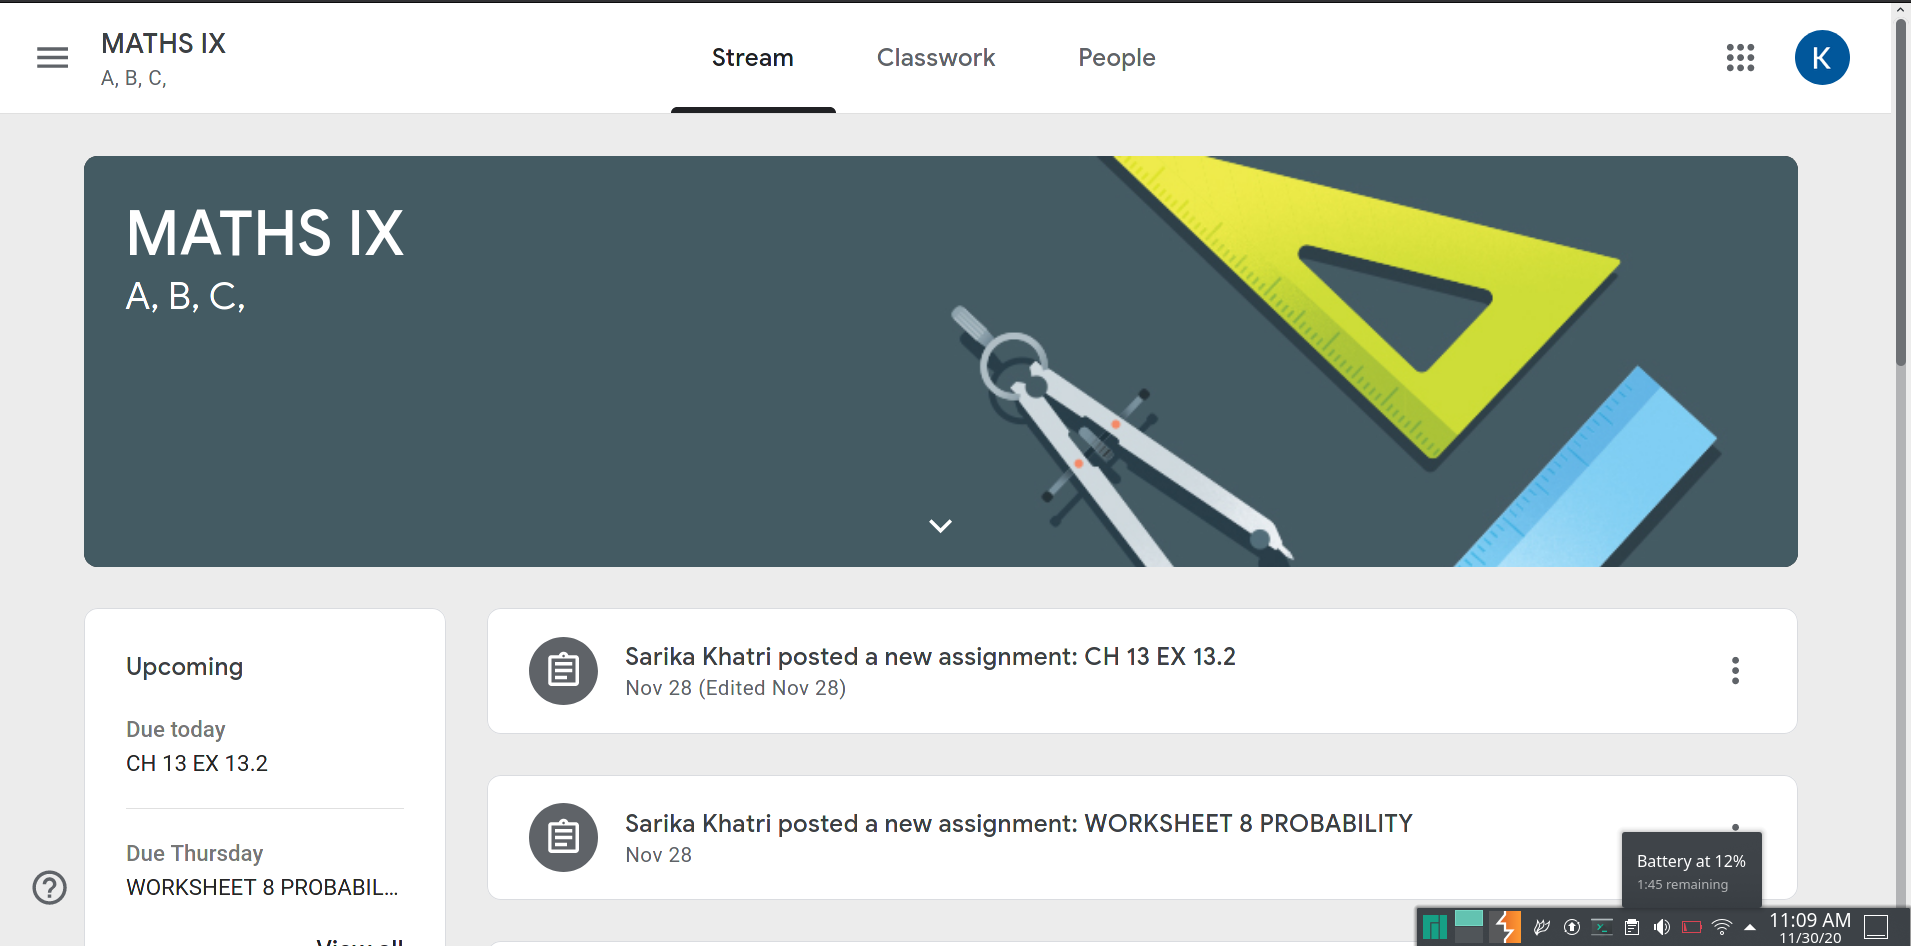 MATHS IX
A, B, C,
Stream
Classwork
People
K
MATHS IX
A, B, C,
Upcoming
Due today
CH 13 EX 13.2
Due Thursday
WORKSHEET 8 PROBABIL...
View all
Sarika Khatri posted a new assignment: CH 13 EX 13.2
Nov 28 (Edited Nov 28)
Sarika Khatri posted a new assignment: WORKSHEET 8 PROBABILITY
Nov 28
Battery at 12%
1:45 remaining
11:09 AM
11/30/20